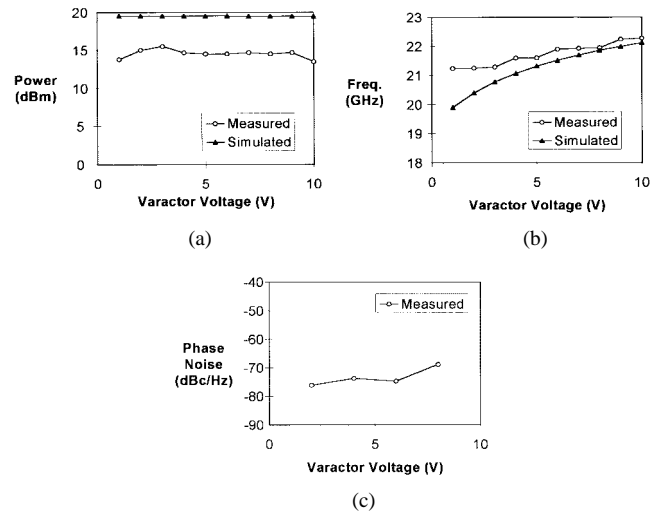 20
15
10
5
0
Power
(dBm)
Measured
Simulated
0
5
10
Varactor Voltage (V)
(a)
23
22
21
20
19
18
Freq.
(GHz)
Measured
Simulated
0
5
10
Varactor Voltage (V)
(b)
-40
-50
-60
-70
-80
-90
Phase
Noise
(dBc/Hz)
Measured
0
5
10
Varactor Voltage (V)
(c)